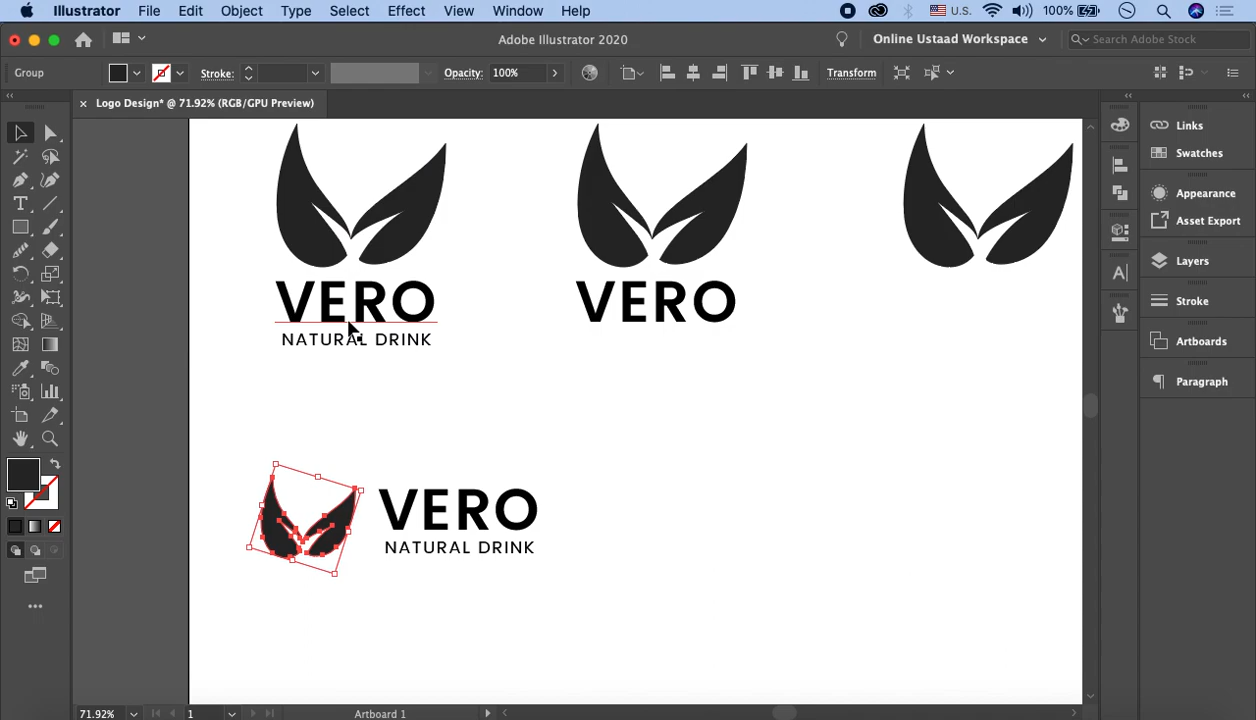 Illustrator File Edit Object Type Select Effect View Window Help U.S. 100%
Adobe Illustrator 2020 Online Ustaad Workspace Search Adobe Stock
Group Stroke: Opacity: 100% Transform
Logo Design* @ 71.92% (RGB/GPU Preview)
Links
Swatches
Appearance
Asset Export
Layers
Stroke
Artboards
Paragraph
VERO
NATURAL DRINK
VERO
VERO
NATURAL DRINK
71.92% 1 Artboard 1